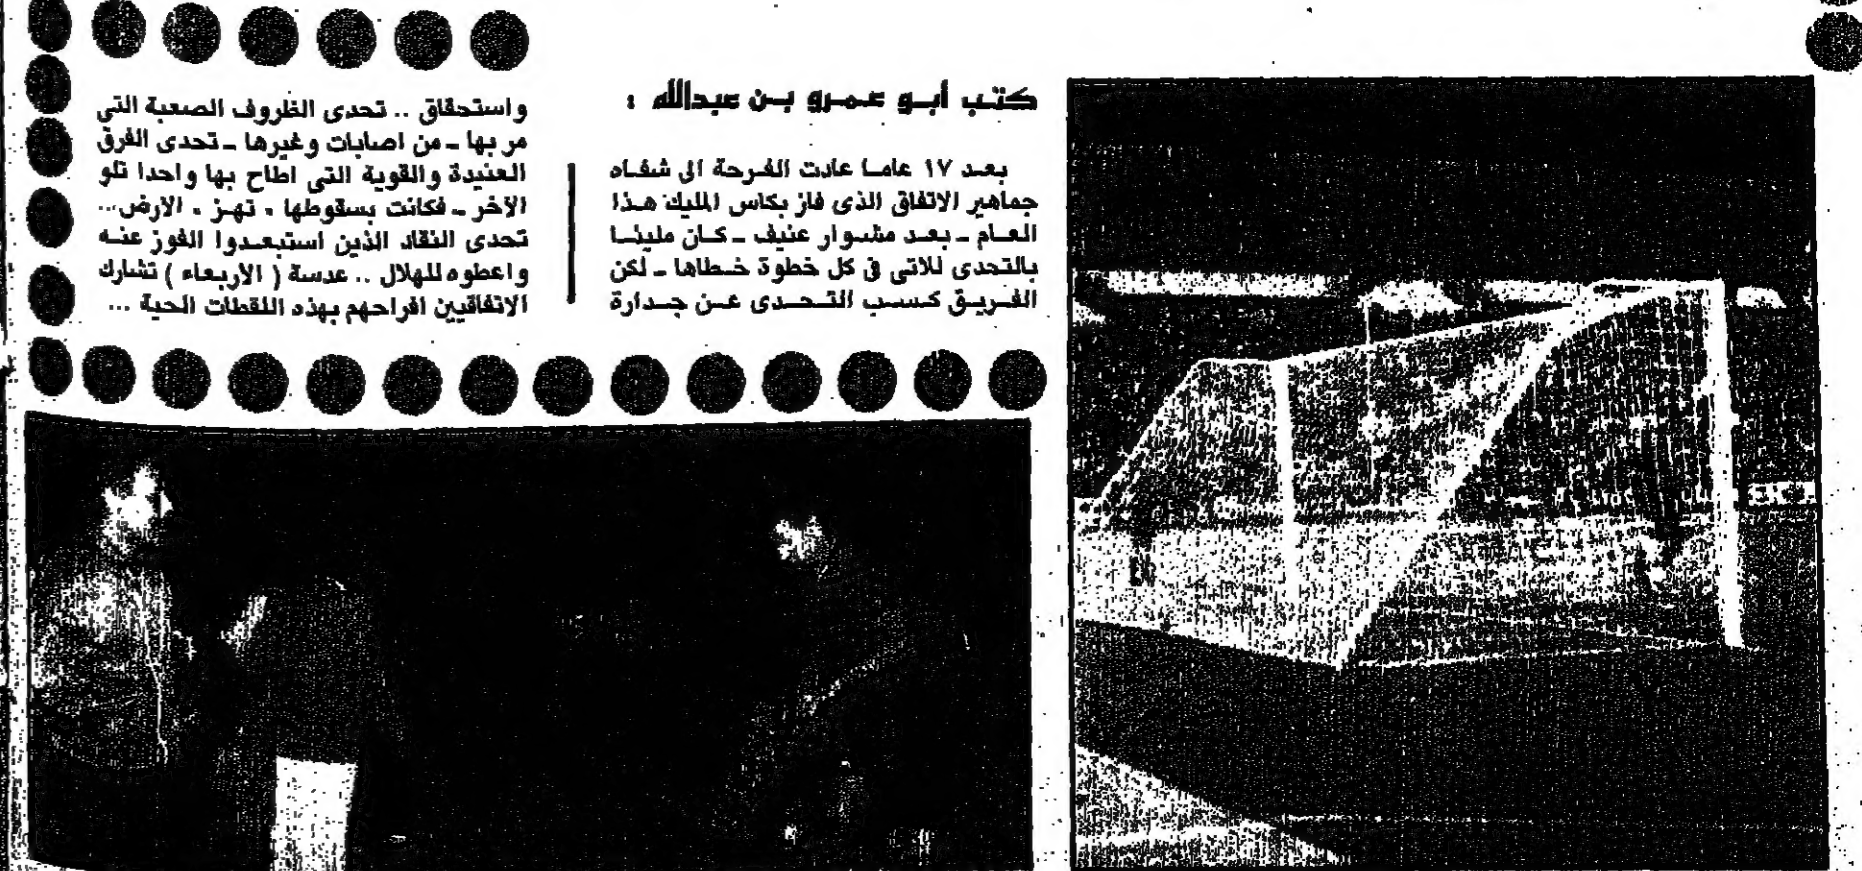 كتب أبو عمرو بن عبدالله :
بعد ١٧ عاما عادت الفرحة الى شفاه
جماهير الاتفاق الذى فاز بكاس المليك هذا
العام ـ بعد مشوار عنيف ـ كان مليئا
بالتحدى للاتى في كل خطوة خطاها ـ لكن
الفريق كسب التحدى عن جدارة
واستحقاق .. تحدى الظروف الصعبة التى
مر بها ـ من اصابات وغيرها ـ تحدى الفرق
العنيدة والقوية التى اطاح بها واحدا تلو
الاخر ـ فكانت بسقوطها ، تهز ، الارض...
تحدى النقاد الذين استبعدوا الفوز عنه
واعطوه للهلال .. عدسة ( الاربعاء ) تشارك
الاتفاقيين افراحهم بهذه اللقطات الحية ...